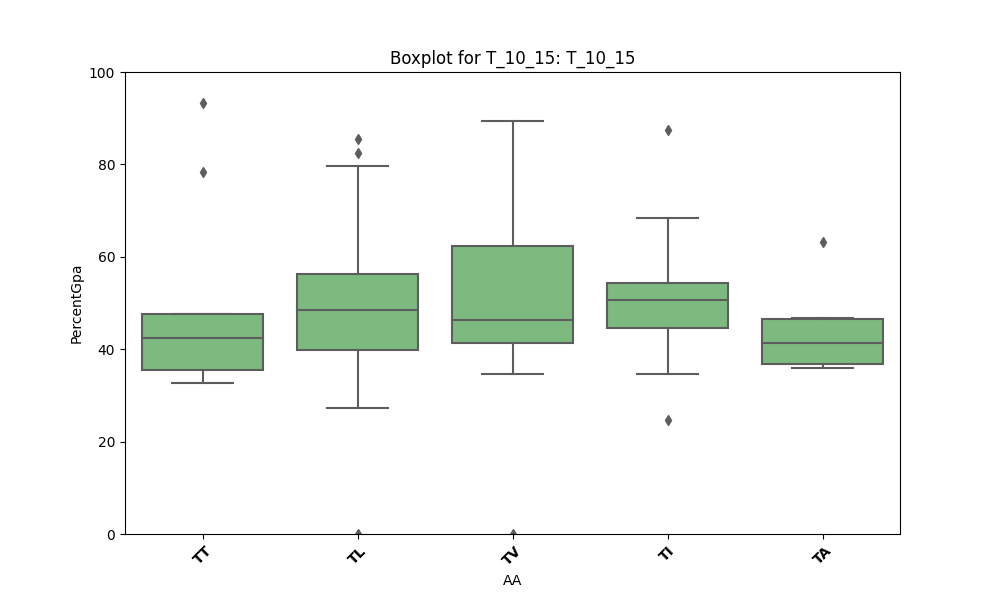 Boxplot for T_10_15: T_10_15
100
80
60
40
20
0
PercentGpa
TT
TL
TV
TI
TA
AA